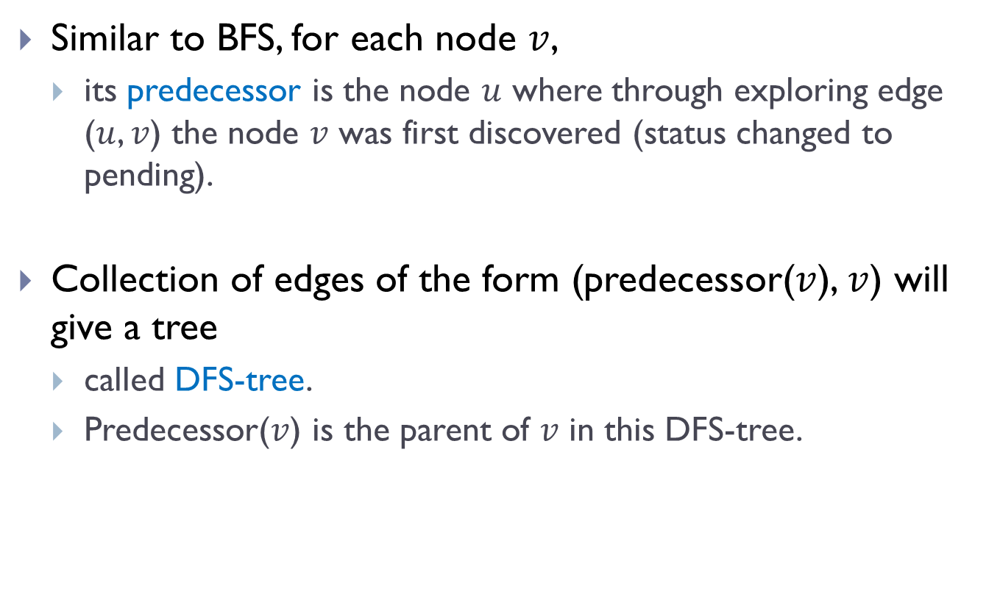 Similar to BFS, for each node 𝑣,
its predecessor is the node 𝑢 where through exploring edge
(𝑢, 𝑣) the node 𝑣 was first discovered (status changed to
pending).
Collection of edges of the form (predecessor(𝑣), 𝑣) will
give a tree
called DFS-tree.
Predecessor(𝑣) is the parent of 𝑣 in this DFS-tree.